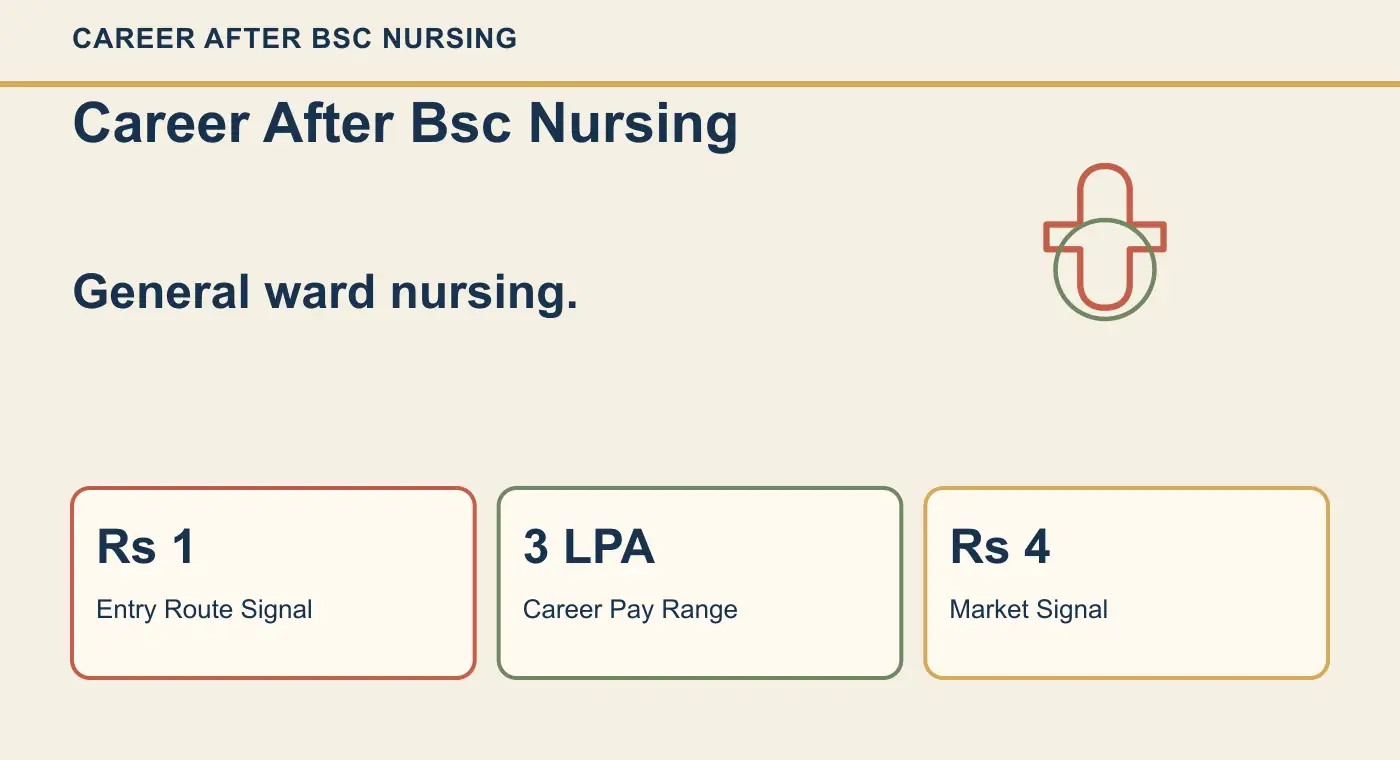 CAREER AFTER BSC NURSING
Career After Bsc Nursing
General ward nursing.
Rs 1
Entry Route Signal
3 LPA
Career Pay Range
Rs 4
Market Signal